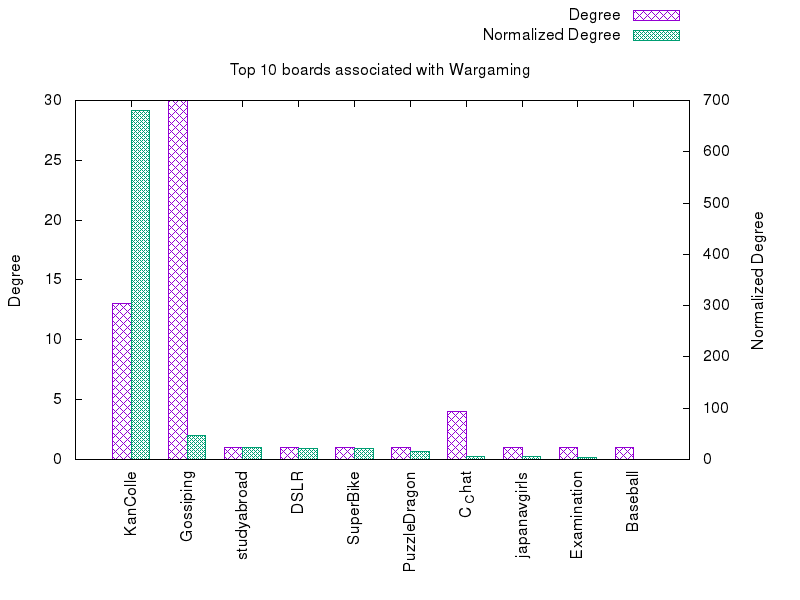 Degree
Normalized Degree
Top 10 boards associated with Wargaming
30
25
20
15
10
5
0
700
600
500
400
300
200
100
0
Degree
Normalized Degree
KanColle
Gossiping
studyabroad
DSLR
SuperBike
PuzzleDragon
C_Chat
japanavgirls
Examination
Baseball